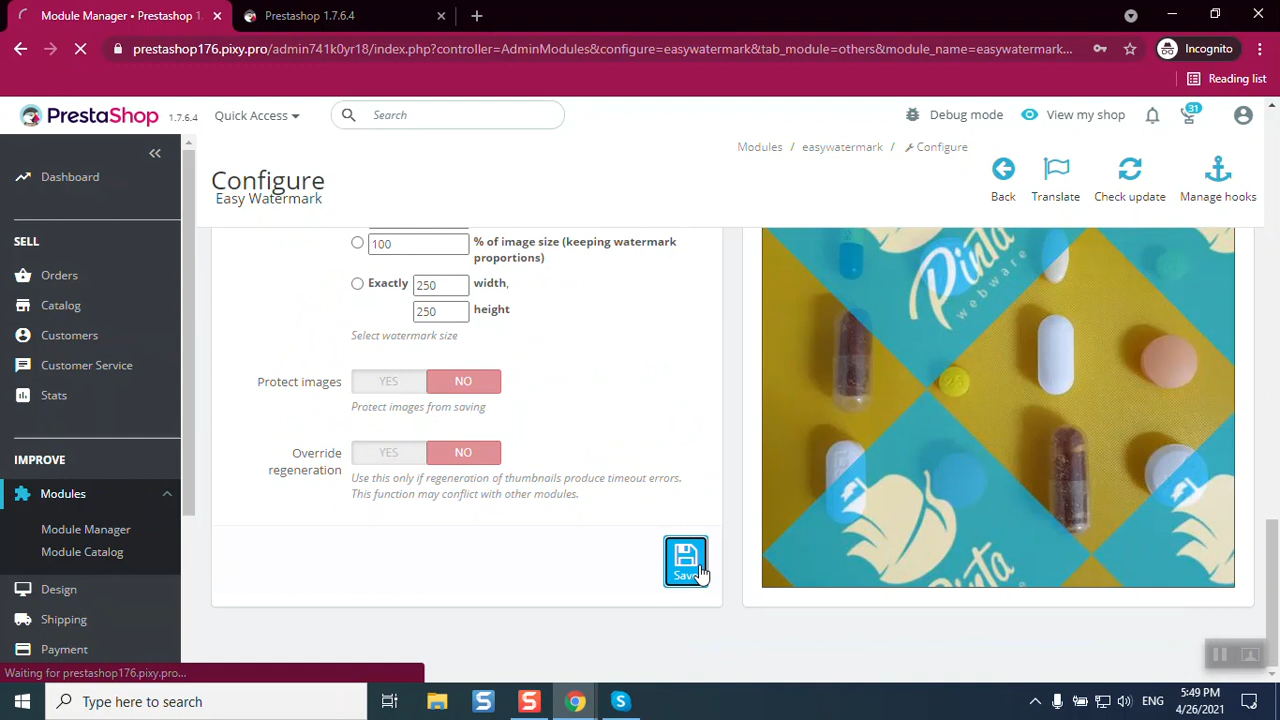 Module Manager • Prestashop 1.
Prestashop 1.7.6.4
prestashop176.pixy.pro/admin741k0yr18/index.php?controller=AdminModules&configure=easywatermark&tab_module=others&module_name=easywatermark...
Incognito
Reading list
PrestaShop
1.7.6.4
Quick Access
Search
Debug mode
View my shop
31
Modules / easywatermark / Configure
Configure
Easy Watermark
Back
Translate
Check update
Manage hooks
Dashboard
SELL
Orders
Catalog
Customers
Customer Service
Stats
IMPROVE
Modules
Module Manager
Module Catalog
Design
Shipping
Payment
100
% of image size (keeping watermark
proportions)
Exactly 250 width,
250 height
Select watermark size
Protect images
YES NO
Protect images from saving
Override
regeneration
YES NO
Use this only if regeneration of thumbnails produce timeout errors.
This function may conflict with other modules.
Save
Pinta
webware
Pinta
Waiting for prestashop176.pixy.pro...
Type here to search
ENG
5:49 PM
4/26/2021